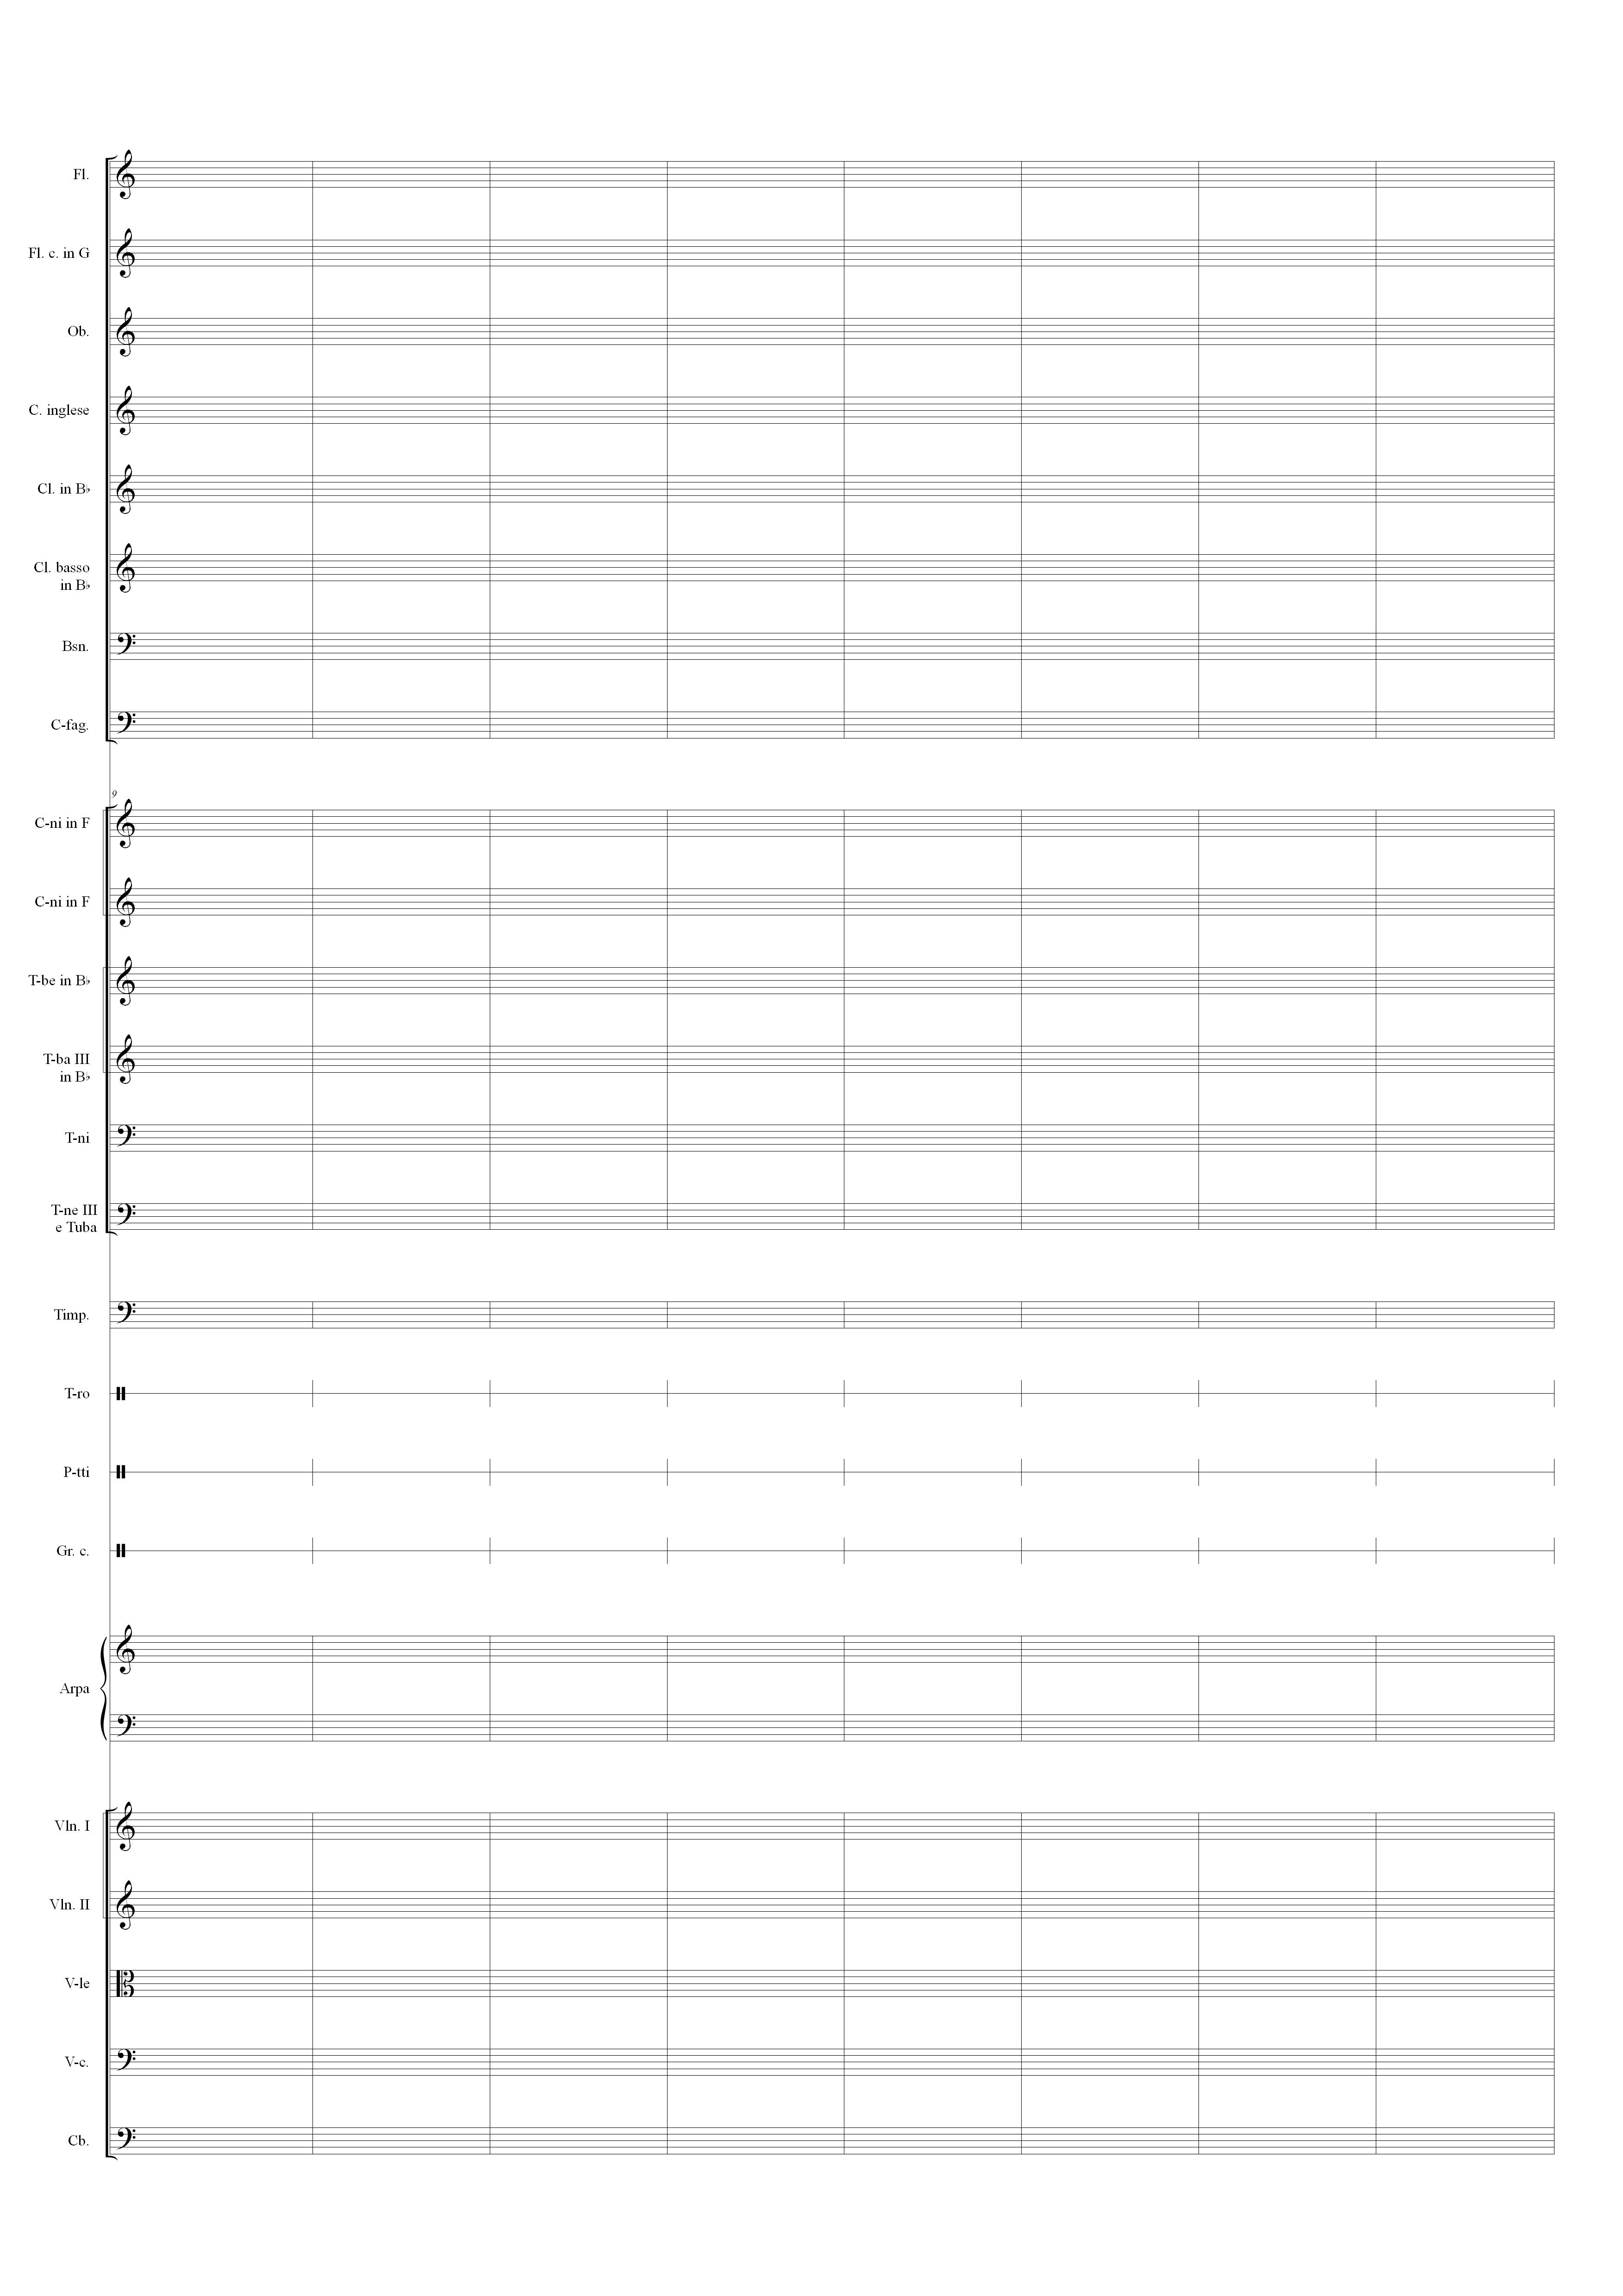 Fl.
Fl. c. in G
Ob.
C. inglese
Cl. in B♭
Cl. basso
in B♭
Bsn.
C-fag.
9
C-ni in F
C-ni in F
T-be in B♭
T-ba III
in B♭
T-ni
T-ne III
e Tuba
Timp.
T-ro
P-tti
Gr. c.
Arpa
Vln. I
Vln. II
V-le
V-c.
Cb.